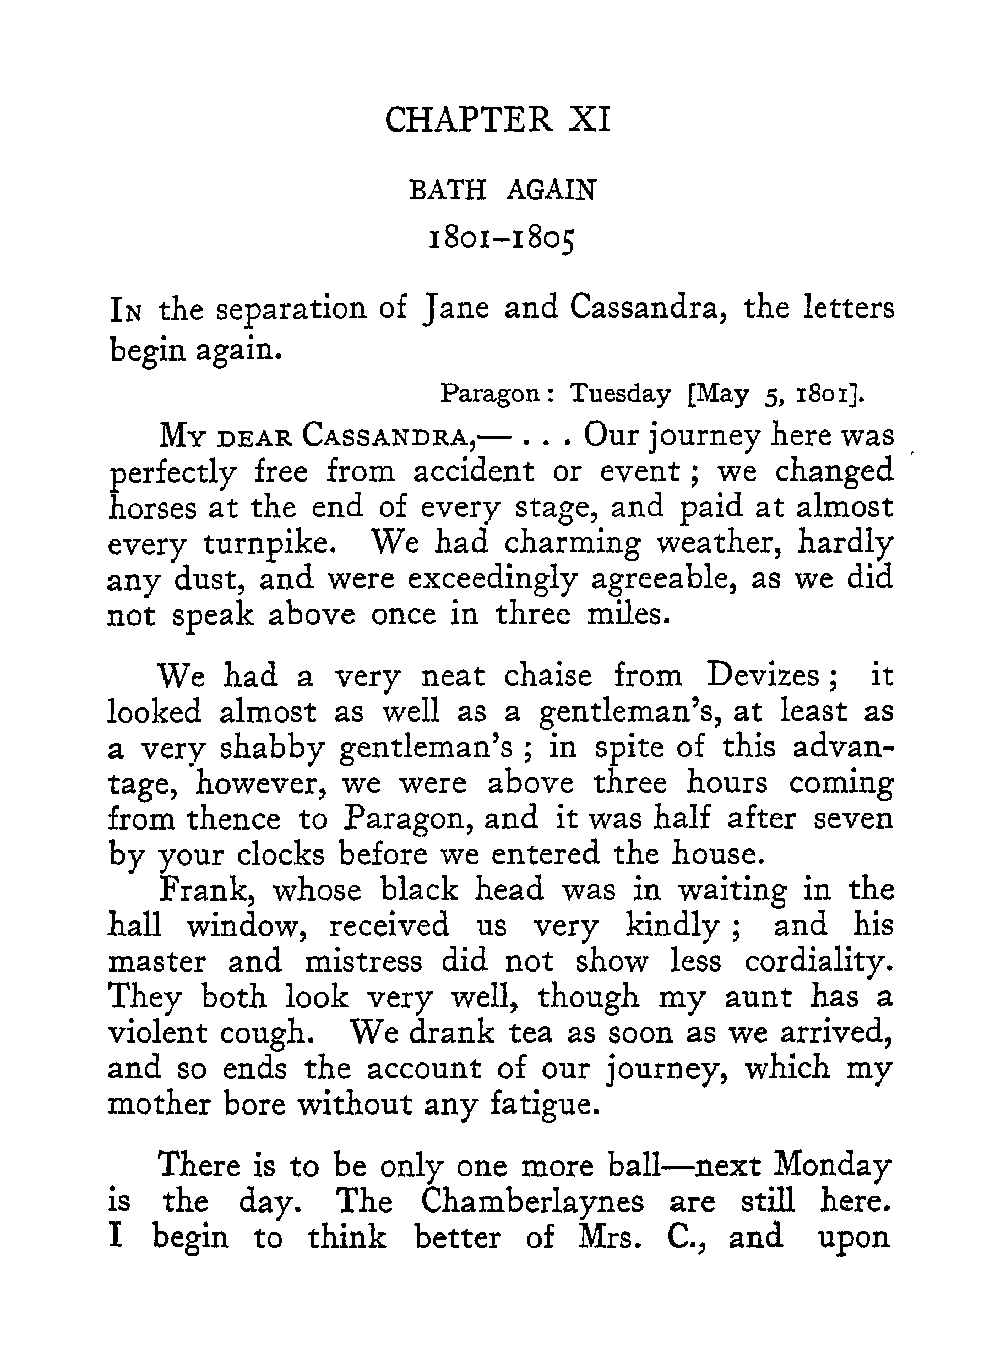 CHAPTER XI
BATH AGAIN
1801–1805
IN the separation of Jane and Cassandra, the letters
begin again.
Paragon: Tuesday [May 5, 1801].
MY DEAR CASSANDRA,— . . . Our journey here was
perfectly free from accident or event; we changed
horses at the end of every stage, and paid at almost
every turnpike. We had charming weather, hardly
any dust, and were exceedingly agreeable, as we did
not speak above once in three miles.
We had a very neat chaise from Devizes; it
looked almost as well as a gentleman's, at least as
a very shabby gentleman's; in spite of this advan-
tage, however, we were above three hours coming
from thence to Paragon, and it was half after seven
by your clocks before we entered the house.
Frank, whose black head was in waiting in the
hall window, received us very kindly; and his
master and mistress did not show less cordiality.
They both look very well, though my aunt has a
violent cough. We drank tea as soon as we arrived,
and so ends the account of our journey, which my
mother bore without any fatigue.
There is to be only one more ball—next Monday
is the day. The Chamberlaynes are still here.
I begin to think better of Mrs. C., and upon